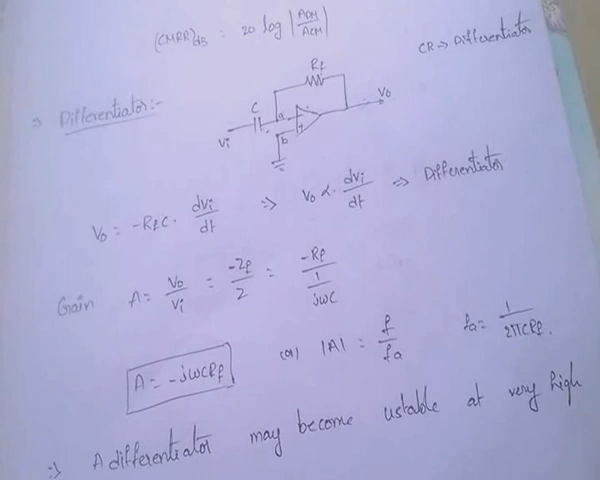 (CMRR)dB = 20 log |ADM/ACM|
CR → Differentiator
⇒ Differentiator:-
Rf
C
a
b
Vi
Vo
Vo = -RfC · dVi/dt ⇒ Vo α · dVi/dt ⇒ Differentiator
Gain A = Vo/Vi = -Zf/Z = -Rf/(1/jωC)
A = -jωCRf (or) |A| = f/fa fa = 1/2πCRf.
⇒ A differentiator may become ustable at very high